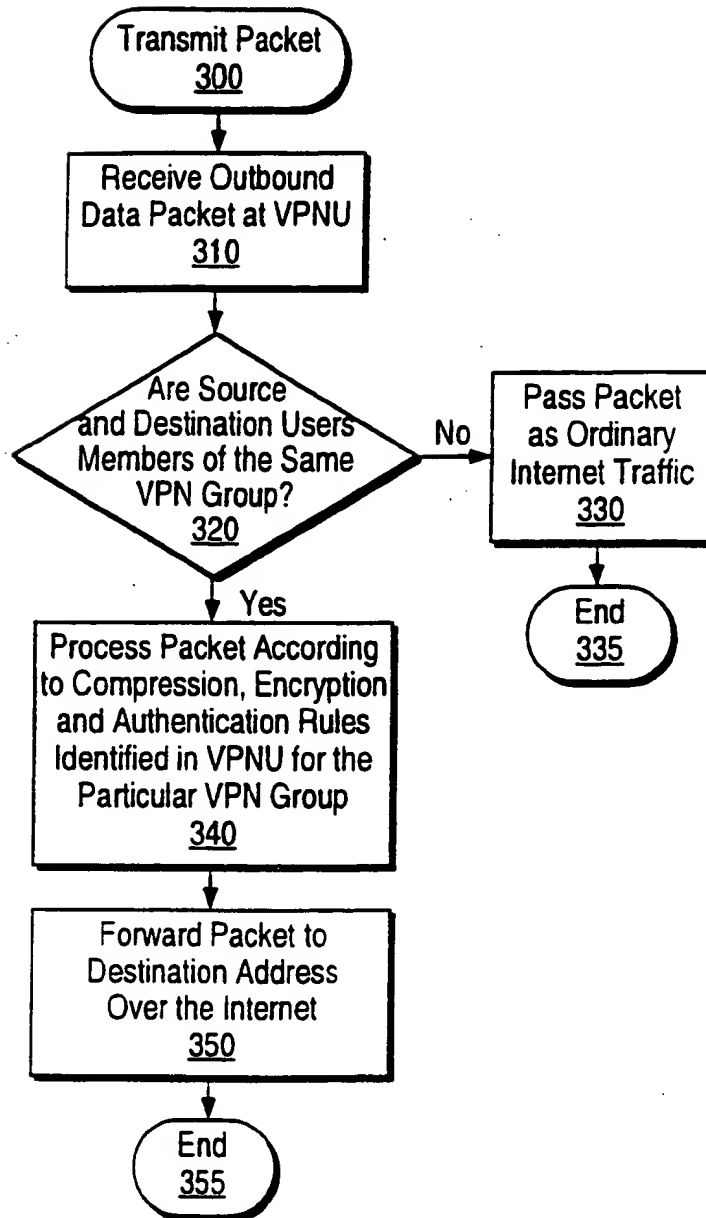 Transmit Packet
300
Receive Outbound
Data Packet at VPNU
310
Are Source
and Destination Users
Members of the Same
VPN Group?
320
No
Pass Packet
as Ordinary
Internet Traffic
330
End
335
Yes
Process Packet According
to Compression, Encryption
and Authentication Rules
Identified in VPNU for the
Particular VPN Group
340
Forward Packet to
Destination Address
Over the Internet
350
End
355